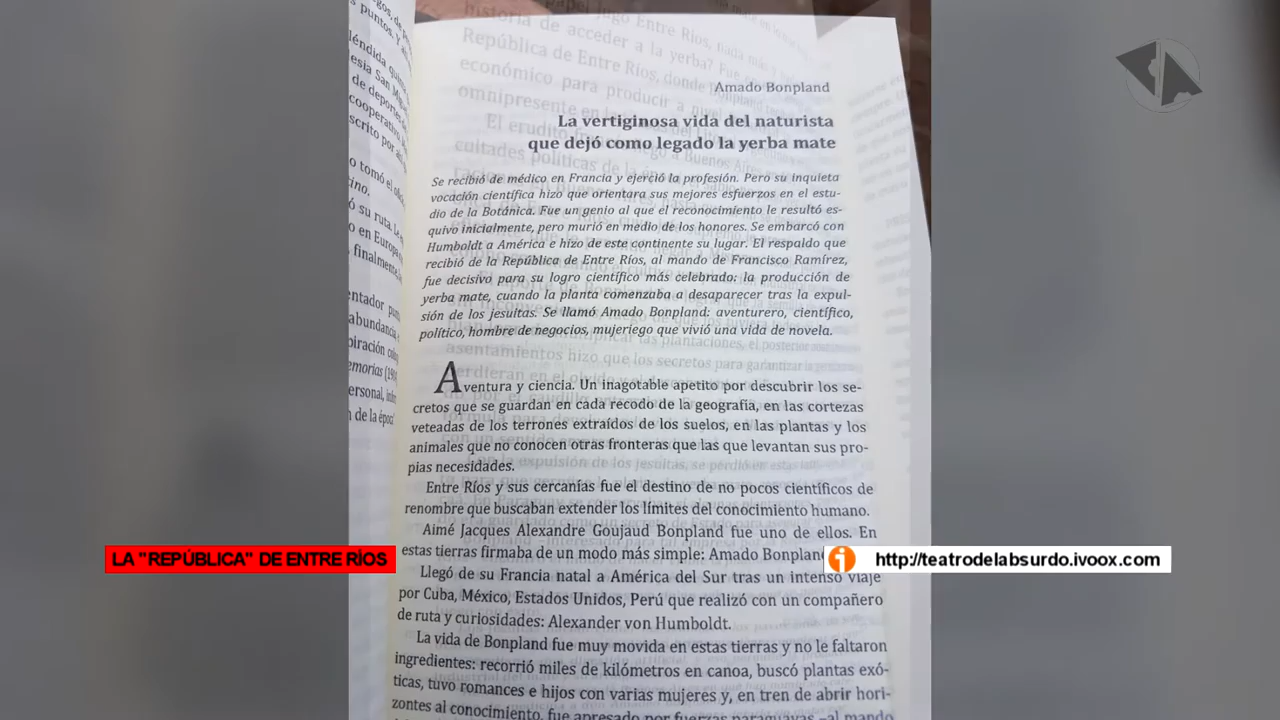 Amado Bonpland
La vertiginosa vida del naturista
que dejó como legado la yerba mate
Se recibió de médico en Francia y ejerció la profesión. Pero su inquieta
vocación científica hizo que orientara sus mejores esfuerzos en el estu-
dio de la Botánica. Fue un genio al que el reconocimiento le resultó es-
quivo inicialmente, pero murió en medio de los honores. Se embarcó con
Humboldt a América e hizo de este continente su lugar. El respaldo que
recibió de la República de Entre Ríos, al mando de Francisco Ramírez,
fue decisivo para su logro científico más celebrado: la producción de
yerba mate, cuando la planta comenzaba a desaparecer tras la expul-
sión de los jesuitas. Se llamó Amado Bonpland: aventurero, científico,
político, hombre de negocios, mujeriego que vivió una vida de novela.
Aventura y ciencia. Un inagotable apetito por descubrir los se-
cretos que se guardan en cada recodo de la geografía, en las cortezas
veteadas de los terrones extraídos de los suelos, en las plantas y los
animales que no conocen otras fronteras que las que levantan sus pro-
pias necesidades.
Entre Ríos y sus cercanías fue el destino de no pocos científicos de
renombre que buscaban extender los límites del conocimiento humano.
Aimé Jacques Alexandre Goujaud Bonpland fue uno de ellos. En
estas tierras firmaba de un modo más simple: Amado Bonpland
Llegó de su Francia natal a América del Sur tras un intenso viaje
por Cuba, México, Estados Unidos, Perú que realizó con un compañero
de ruta y curiosidades: Alexander von Humboldt.
La vida de Bonpland fue muy movida en estas tierras y no le faltaron
ingredientes: recorrió miles de kilómetros en canoa, buscó plantas exó-
ticas, tuvo romances e hijos con varias mujeres y, en tren de abrir hori-
zontes al conocimiento, fue apresado por fuerzas paraguayas –al mando
LA "REPÚBLICA" DE ENTRE RÍOS
http://teatrodelabsurdo.ivoox.com